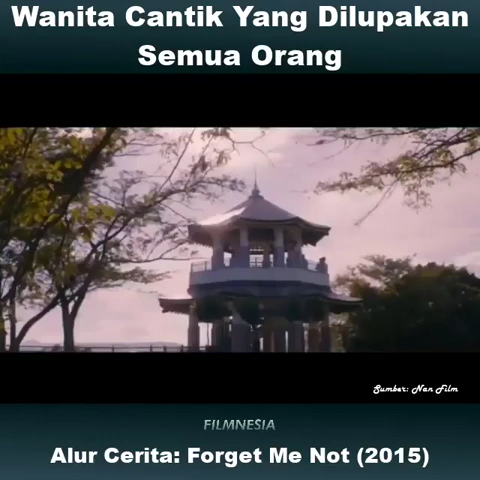 Wanita Cantik Yang Dilupakan
Semua Orang
Sumber: Nan Film
FILMNESIA
Alur Cerita: Forget Me Not (2015)